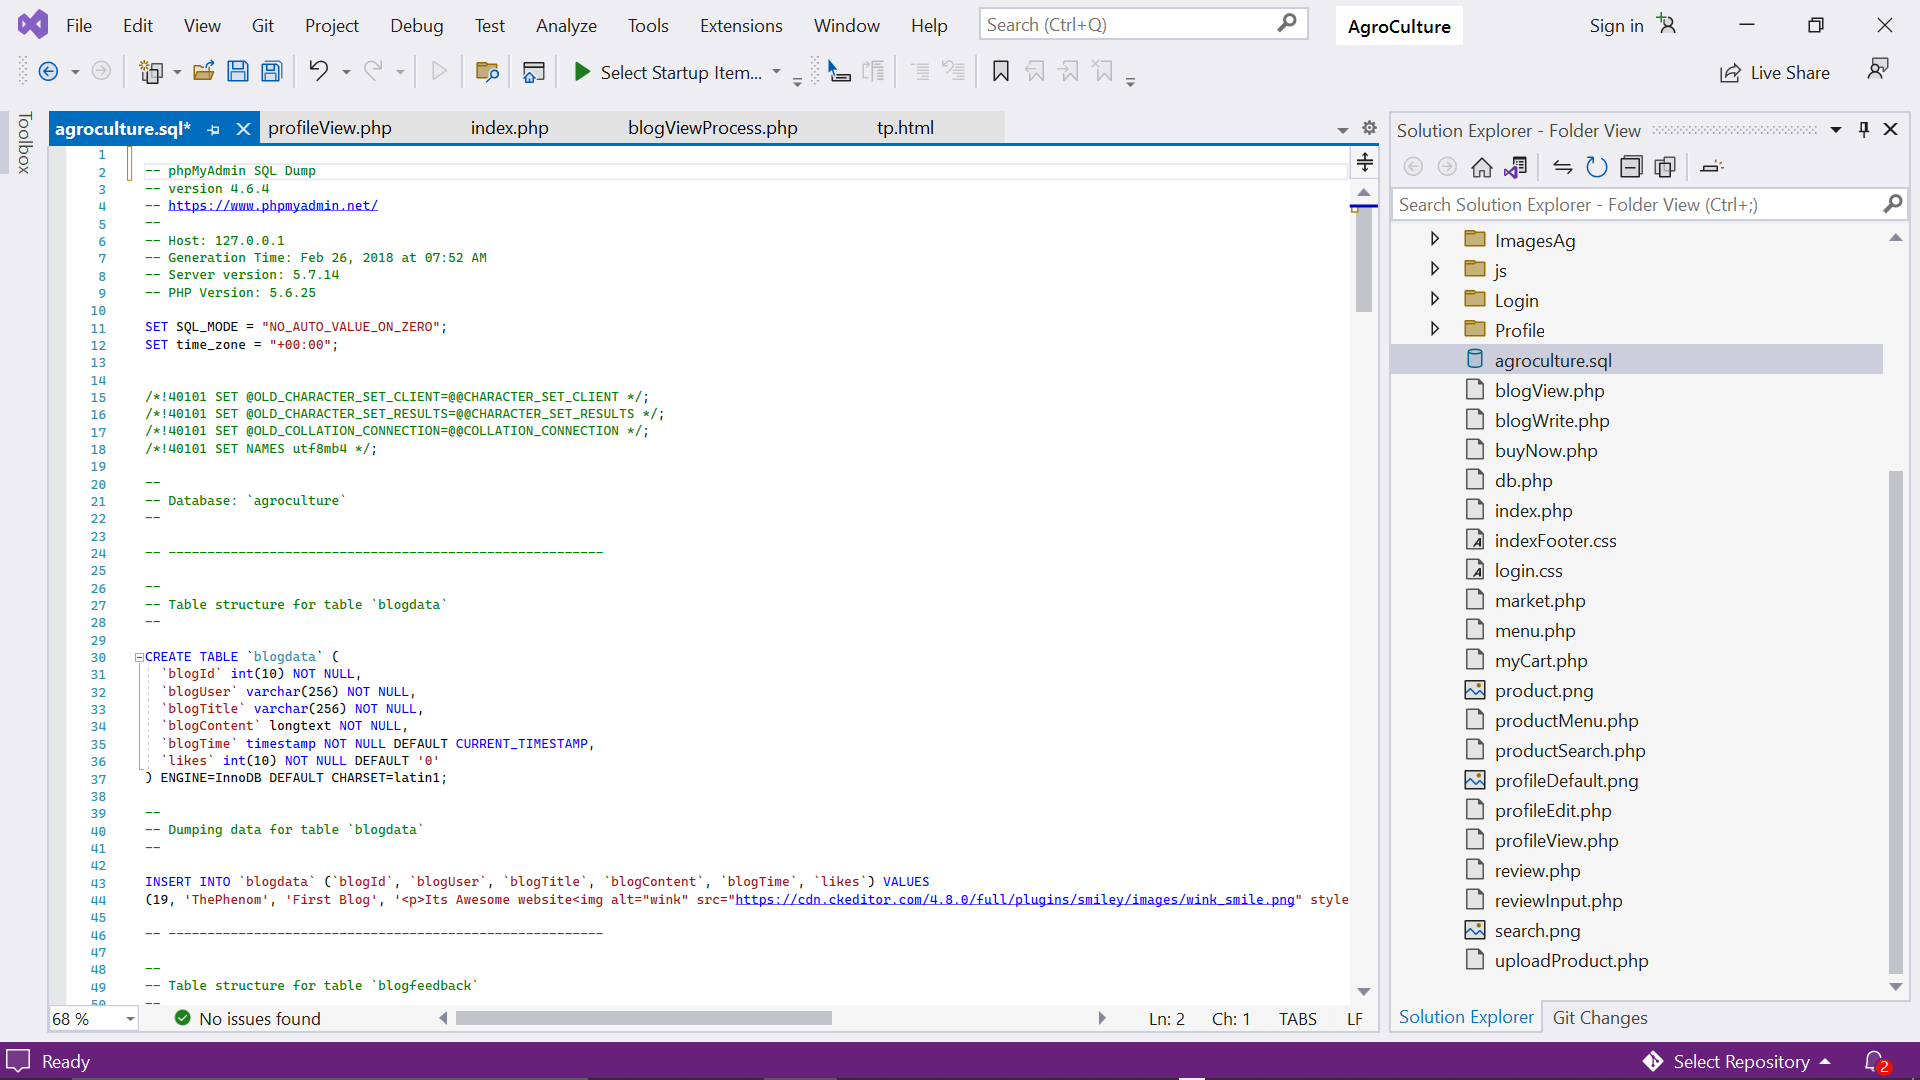 File Edit View Git Project Debug Test Analyze Tools Extensions Window Help Search (Ctrl+Q) AgroCulture Sign in
Select Startup Item... Live Share
Toolbox
agroculture.sql* profileView.php index.php blogViewProcess.php tp.html
1
2 -- phpMyAdmin SQL Dump
3 -- version 4.6.4
4 -- https://www.phpmyadmin.net/
5 --
6 -- Host: 127.0.0.1
7 -- Generation Time: Feb 26, 2018 at 07:52 AM
8 -- Server version: 5.7.14
9 -- PHP Version: 5.6.25
10
11 SET SQL_MODE = "NO_AUTO_VALUE_ON_ZERO";
12 SET time_zone = "+00:00";
13
14
15 /*!40101 SET @OLD_CHARACTER_SET_CLIENT=@@CHARACTER_SET_CLIENT */;
16 /*!40101 SET @OLD_CHARACTER_SET_RESULTS=@@CHARACTER_SET_RESULTS */;
17 /*!40101 SET @OLD_COLLATION_CONNECTION=@@COLLATION_CONNECTION */;
18 /*!40101 SET NAMES utf8mb4 */;
19
20 --
21 -- Database: `agroculture`
22 --
23
24 -- --------------------------------------------------------
25
26 --
27 -- Table structure for table `blogdata`
28 --
29
30 CREATE TABLE `blogdata` (
31 `blogId` int(10) NOT NULL,
32 `blogUser` varchar(256) NOT NULL,
33 `blogTitle` varchar(256) NOT NULL,
34 `blogContent` longtext NOT NULL,
35 `blogTime` timestamp NOT NULL DEFAULT CURRENT_TIMESTAMP,
36 `likes` int(10) NOT NULL DEFAULT '0'
37 ) ENGINE=InnoDB DEFAULT CHARSET=latin1;
38
39 --
40 -- Dumping data for table `blogdata`
41 --
42
43 INSERT INTO `blogdata` (`blogId`, `blogUser`, `blogTitle`, `blogContent`, `blogTime`, `likes`) VALUES
44 (19, 'ThePhenom', 'First Blog', '<p>Its Awesome website<img alt="wink" src="https://cdn.ckeditor.com/4.8.0/full/plugins/smiley/images/wink_smile.png" style
45
46 -- --------------------------------------------------------
47
48 --
49 -- Table structure for table `blogfeedback`
50 --
68 % No issues found Ln: 2 Ch: 1 TABS LF
Solution Explorer - Folder View
Search Solution Explorer - Folder View (Ctrl+;)
ImagesAg
js
Login
Profile
agroculture.sql
blogView.php
blogWrite.php
buyNow.php
db.php
index.php
indexFooter.css
login.css
market.php
menu.php
myCart.php
product.png
productMenu.php
productSearch.php
profileDefault.png
profileEdit.php
profileView.php
review.php
reviewInput.php
search.png
uploadProduct.php
Solution Explorer Git Changes
Ready Select Repository 2